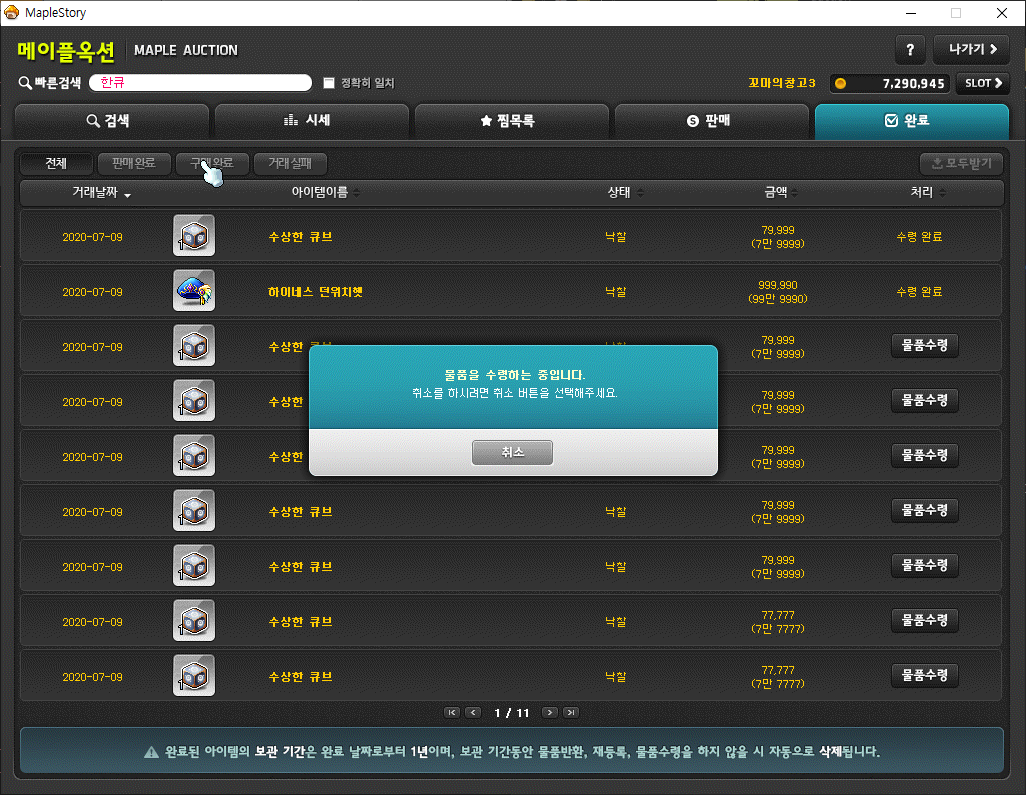 MapleStory
메이플옥션 MAPLE AUCTION
? 나가기
빠른검색 한큐 정확히 일치 꼬마의창고3 7,290,945 SLOT
검색 시세 찜목록 판매 완료
전체 판매완료 구매완료 거래실패 모두받기
거래날짜 아이템이름 상태 금액 처리
2020-07-09 1 수상한 큐브 낙찰 79,999 수령 완료
(7만 9999)
2020-07-09 하이네스 던위치햇 낙찰 999,990 수령 완료
(99만 9990)
2020-07-09 1 수상한 79,999 물품수령
(7만 9999)
물품을 수령하는 중입니다.
취소를 하시려면 취소 버튼을 선택해주세요.
2020-07-09 1 수상한 79,999 물품수령
(7만 9999)
취소
2020-07-09 1 수상한 79,999 물품수령
(7만 9999)
2020-07-09 1 수상한 큐브 낙찰 79,999 물품수령
(7만 9999)
2020-07-09 1 수상한 큐브 낙찰 79,999 물품수령
(7만 9999)
2020-07-09 1 수상한 큐브 낙찰 77,777 물품수령
(7만 7777)
2020-07-09 1 수상한 큐브 낙찰 77,777 물품수령
(7만 7777)
1 / 11
완료된 아이템의 보관 기간은 완료 날짜로부터 1년이며, 보관 기간동안 물품반환, 재등록, 물품수령을 하지 않을 시 자동으로 삭제됩니다.